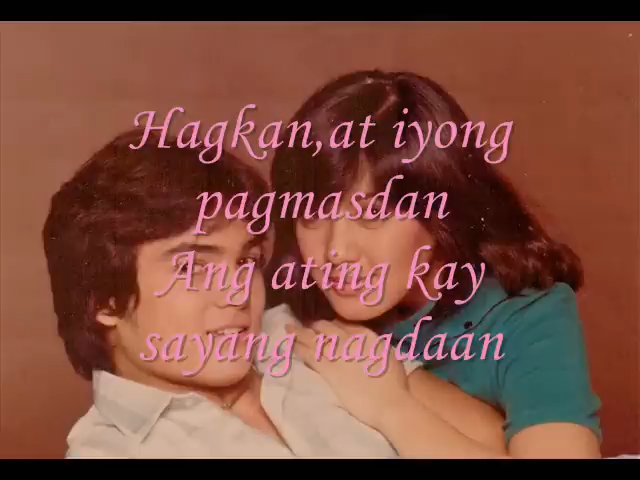 Hagkan,at iyong
pagmasdan
Ang ating kay
sayang nagdaan